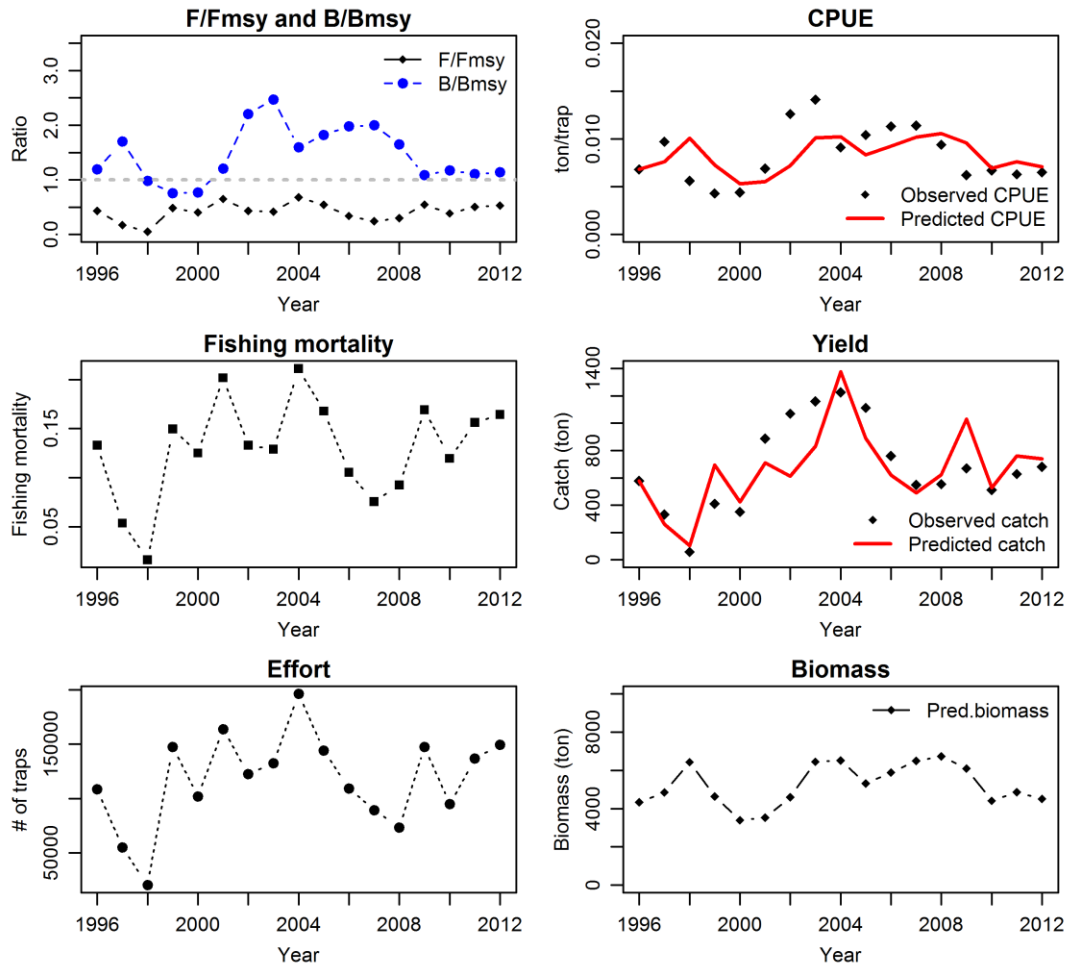 F/Fmsy and B/Bmsy
Ratio
0.0 1.0 2.0 3.0
F/Fmsy
B/Bmsy
1996 2000 2004 2008 2012
Year
CPUE
ton/trap
0.000 0.010 0.020
Observed CPUE
Predicted CPUE
1996 2000 2004 2008 2012
Year
Fishing mortality
Fishing mortality
0.05 0.15
1996 2000 2004 2008 2012
Year
Yield
Catch (ton)
0 400 800 1400
Observed catch
Predicted catch
1996 2000 2004 2008 2012
Year
Effort
# of traps
50000 150000
1996 2000 2004 2008 2012
Year
Biomass
Biomass (ton)
0 4000 8000
Pred.biomass
1996 2000 2004 2008 2012
Year